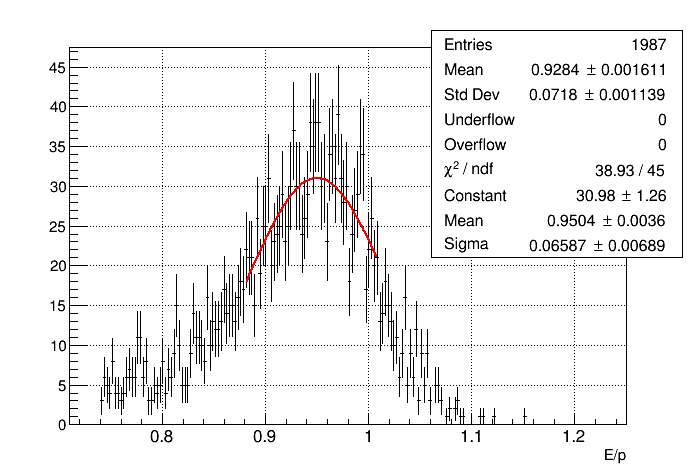 Entries 1987
Mean 0.9284 ± 0.001611
Std Dev 0.0718 ± 0.001139
Underflow 0
Overflow 0
χ² / ndf 38.93 / 45
Constant 30.98 ± 1.26
Mean 0.9504 ± 0.0036
Sigma 0.06587 ± 0.00689
45
40
35
30
25
20
15
10
5
0
0.8 0.9 1 1.1 1.2
E/p